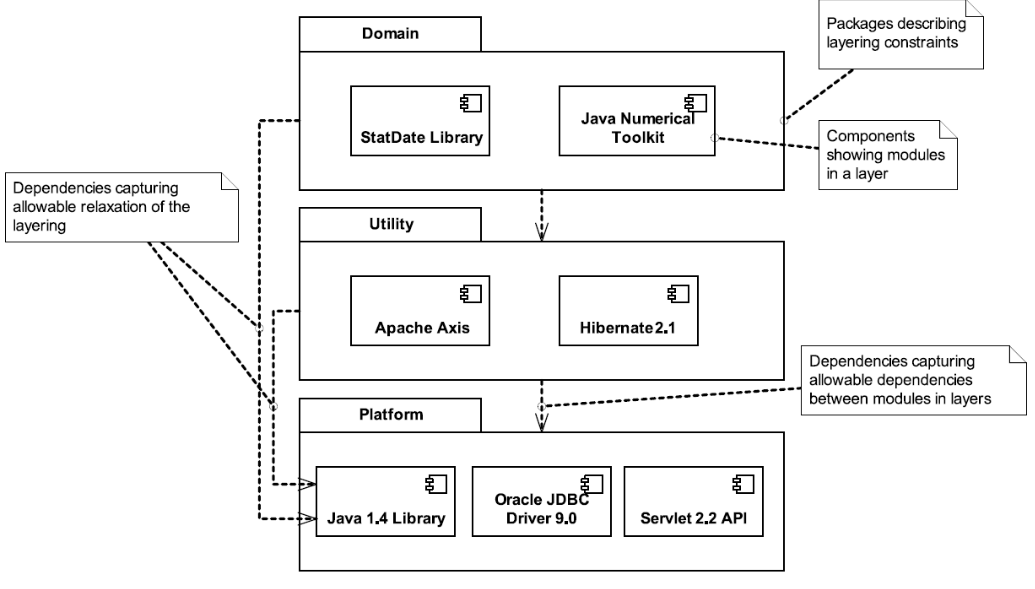 Domain
Packages describing
layering constraints
StatDate Library
Java Numerical
Toolkit
Components
showing modules
in a layer
Dependencies capturing
allowable relaxation of the
layering
Utility
Apache Axis
Hibernate 2.1
Dependencies capturing
allowable dependencies
between modules in layers
Platform
Java 1.4 Library
Oracle JDBC
Driver 9.0
Servlet 2.2 API